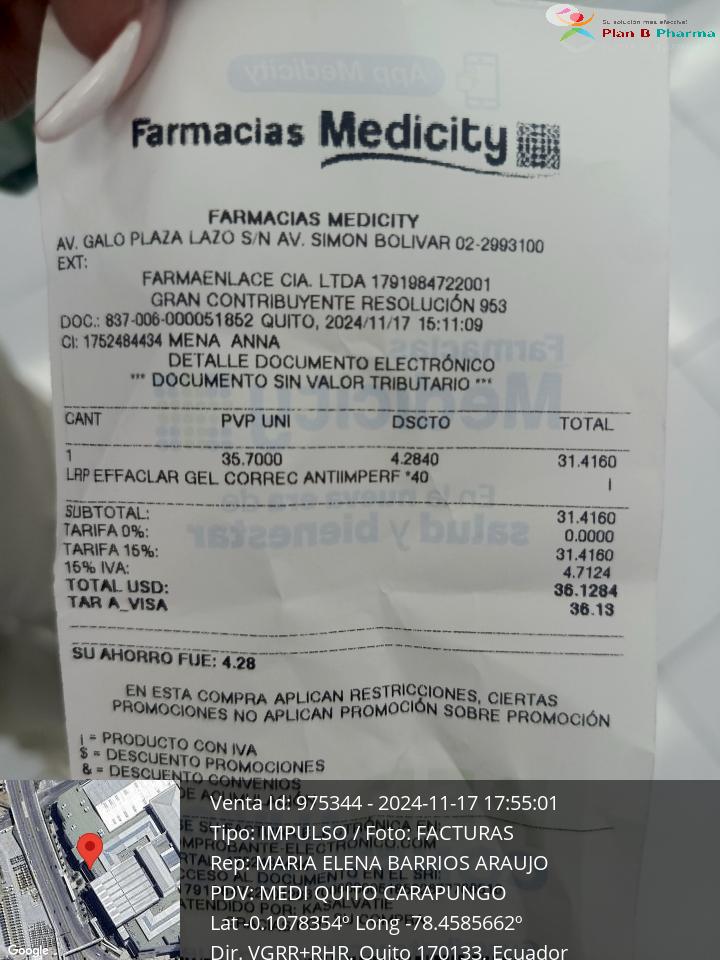 Su solución más efectiva!
Plan B Pharma
App Medicity
Farmacias Medicity
FARMACIAS MEDICITY
AV. GALO PLAZA LAZO S/N AV. SIMON BOLIVAR 02-2993100
EXT:
FARMAENLACE CIA. LTDA 1791984722001
GRAN CONTRIBUYENTE RESOLUCIÓN 953
DOC.: 837-006-000051852 QUITO, 2024/11/17 15:11:09
CI: 1752484434 MENA ANNA
DETALLE DOCUMENTO ELECTRÓNICO
*** DOCUMENTO SIN VALOR TRIBUTARIO ***
CANT PVP UNI DSCTO TOTAL
1 35.7000 4.2840 31.4160
LRP EFFACLAR GEL CORREC ANTIIMPERF *40 I
SUBTOTAL: 31.4160
TARIFA 0%: 0.0000
TARIFA 15%: 31.4160
15% IVA: 4.7124
TOTAL USD: 36.1284
TAR A_VISA 36.13
SU AHORRO FUE: 4.28
EN ESTA COMPRA APLICAN RESTRICCIONES, CIERTAS
PROMOCIONES NO APLICAN PROMOCIÓN SOBRE PROMOCIÓN
| = PRODUCTO CON IVA
$ = DESCUENTO PROMOCIONES
& = DESCUENTO CONVENIOS
Venta Id: 975344 - 2024-11-17 17:55:01
Tipo: IMPULSO / Foto: FACTURAS
Rep: MARIA ELENA BARRIOS ARAUJO
PDV: MEDI QUITO CARAPUNGO
Lat -0.1078354º Long -78.4585662º
Dir. VGRR+RHR, Quito 170133, Ecuador
Google